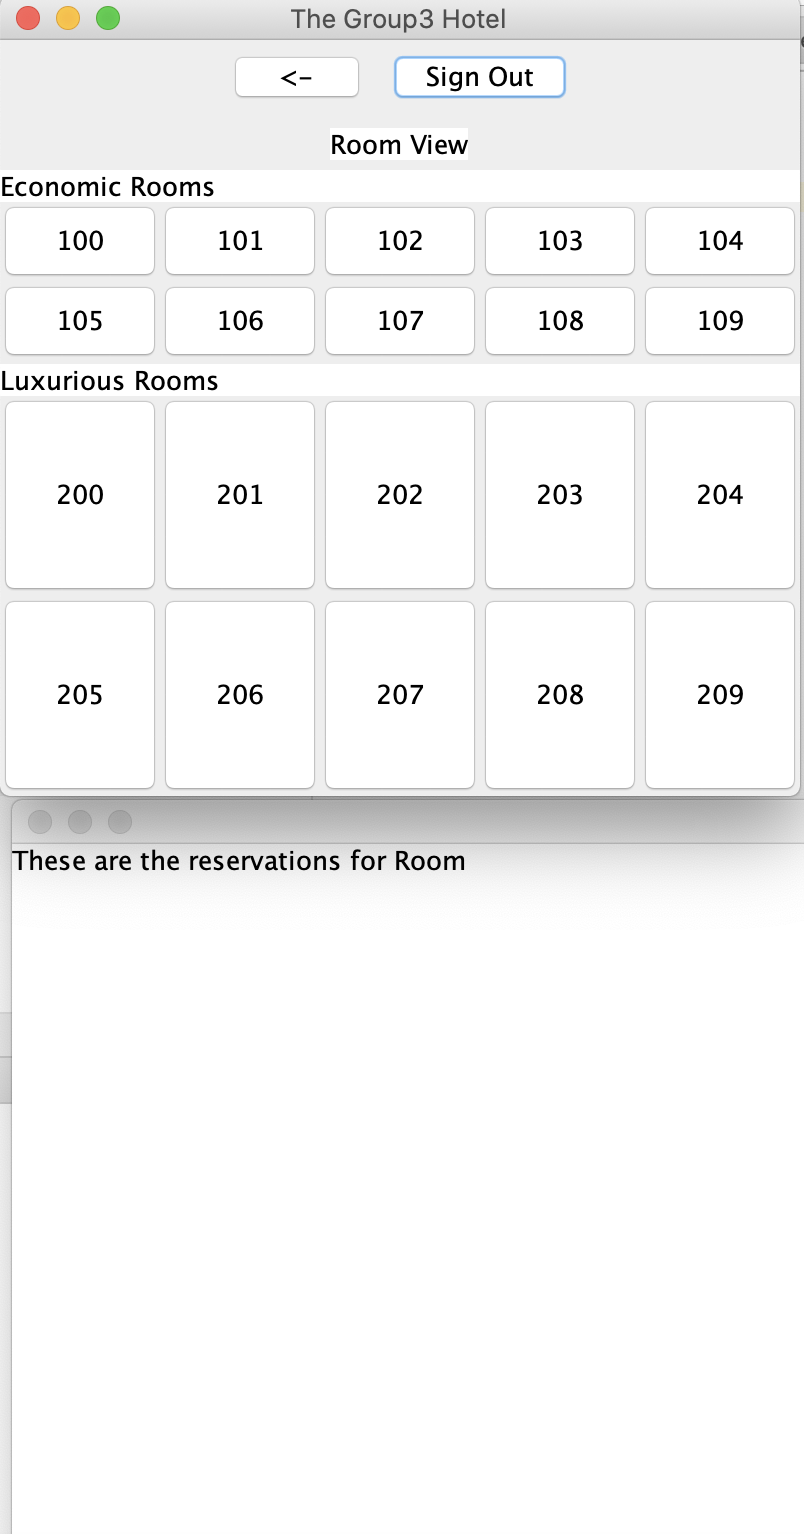 The Group3 Hotel
<- Sign Out
Room View
Economic Rooms
100 101 102 103 104
105 106 107 108 109
Luxurious Rooms
200 201 202 203 204
205 206 207 208 209
These are the reservations for Room